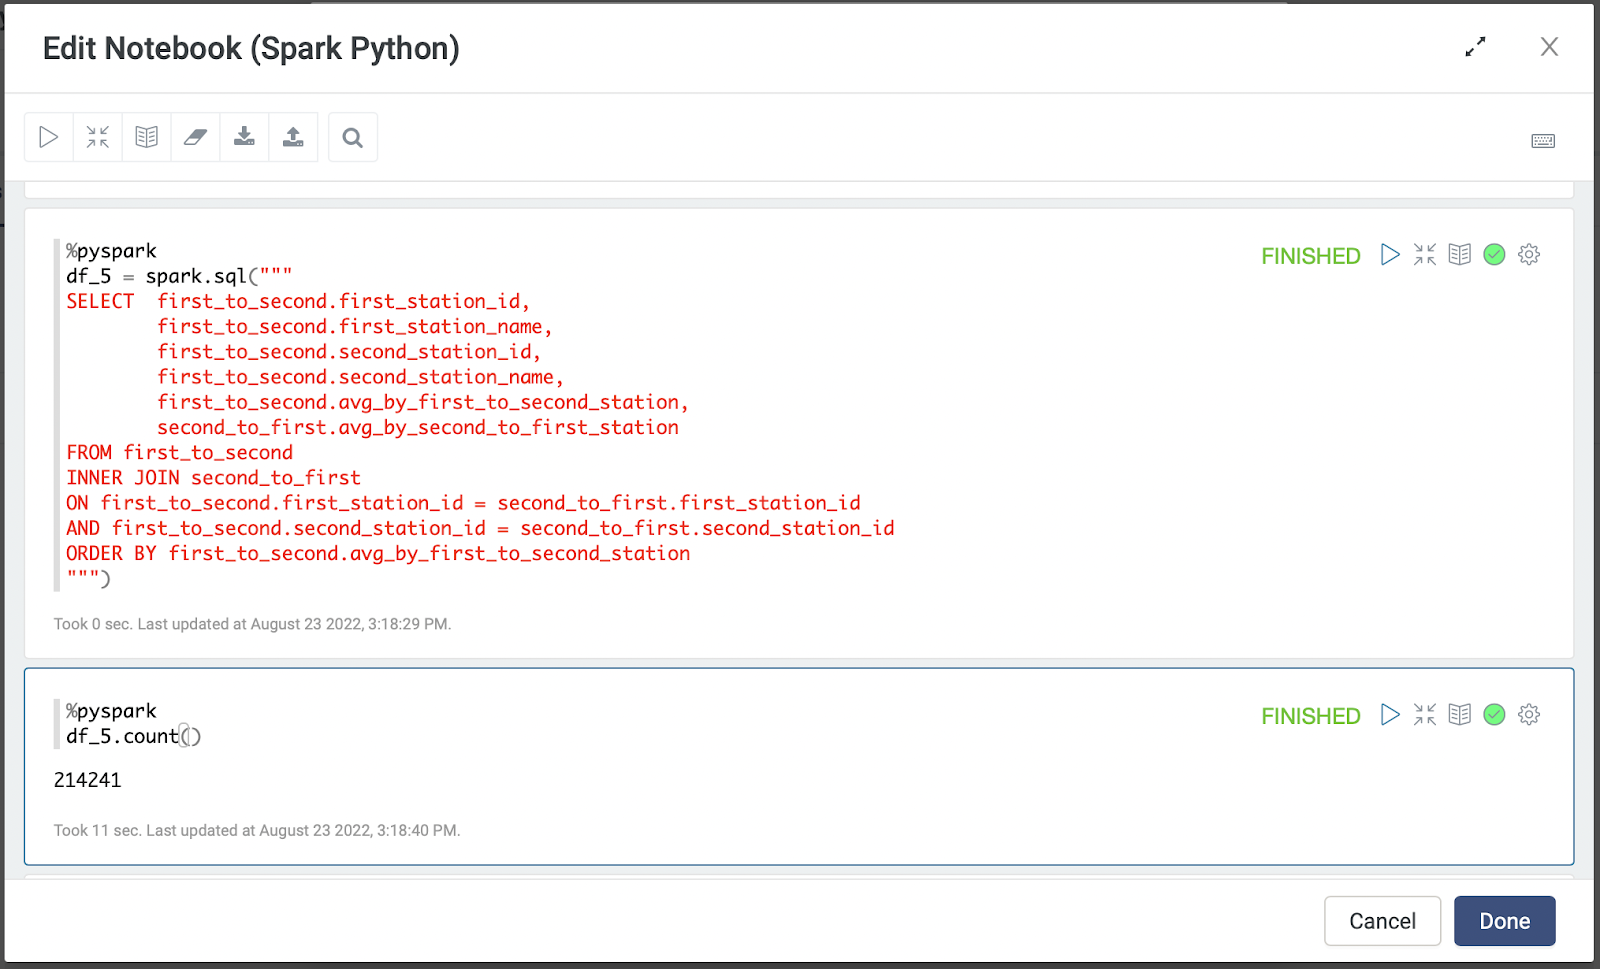 Edit Notebook (Spark Python)
%pyspark
FINISHED
df_5 = spark.sql("""
SELECT  first_to_second.first_station_id,
        first_to_second.first_station_name,
        first_to_second.second_station_id,
        first_to_second.second_station_name,
        first_to_second.avg_by_first_to_second_station,
        second_to_first.avg_by_second_to_first_station
FROM first_to_second
INNER JOIN second_to_first
ON first_to_second.first_station_id = second_to_first.first_station_id
AND first_to_second.second_station_id = second_to_first.second_station_id
ORDER BY first_to_second.avg_by_first_to_second_station
""")
Took 0 sec. Last updated at August 23 2022, 3:18:29 PM.
%pyspark
FINISHED
df_5.count()
214241
Took 11 sec. Last updated at August 23 2022, 3:18:40 PM.
Cancel
Done